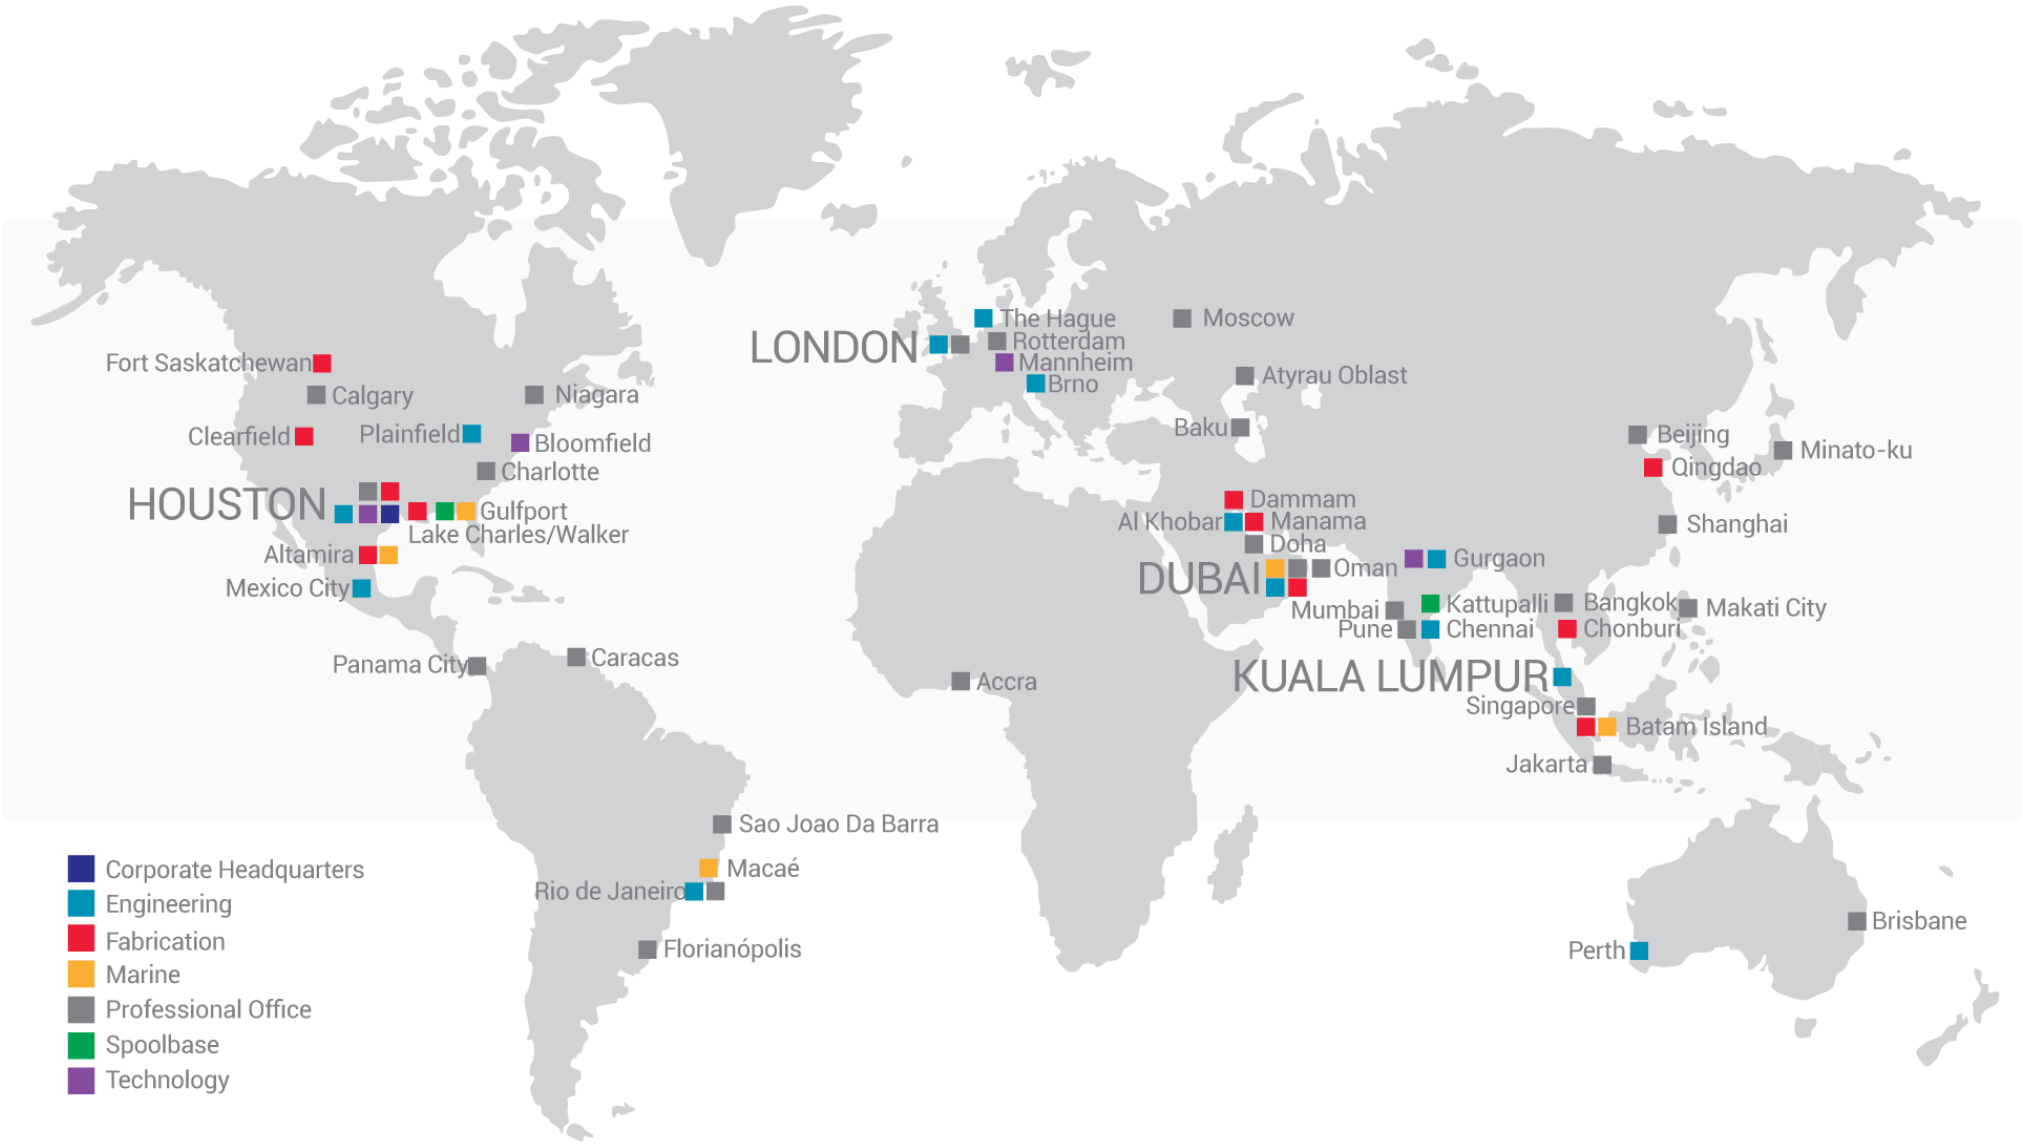 The Hague
Moscow
LONDON
Rotterdam
Mannheim
Brno
Fort Saskatchewan
Calgary
Niagara
Atyrau Oblast
Clearfield
Plainfield
Bloomfield
Baku
Beijing
Minato-ku
Charlotte
Qingdao
HOUSTON
Gulfport
Lake Charles/Walker
Dammam
Al Khobar
Manama
Shanghai
Doha
Altamira
Mexico City
DUBAI
Oman
Gurgaon
Mumbai
Kattupalli
Bangkok
Makati City
Pune
Chennai
Chonburi
Panama City
Caracas
Accra
KUALA LUMPUR
Singapore
Batam Island
Jakarta
Sao Joao Da Barra
Macaé
Rio de Janeiro
Florianópolis
Brisbane
Perth
Corporate Headquarters
Engineering
Fabrication
Marine
Professional Office
Spoolbase
Technology